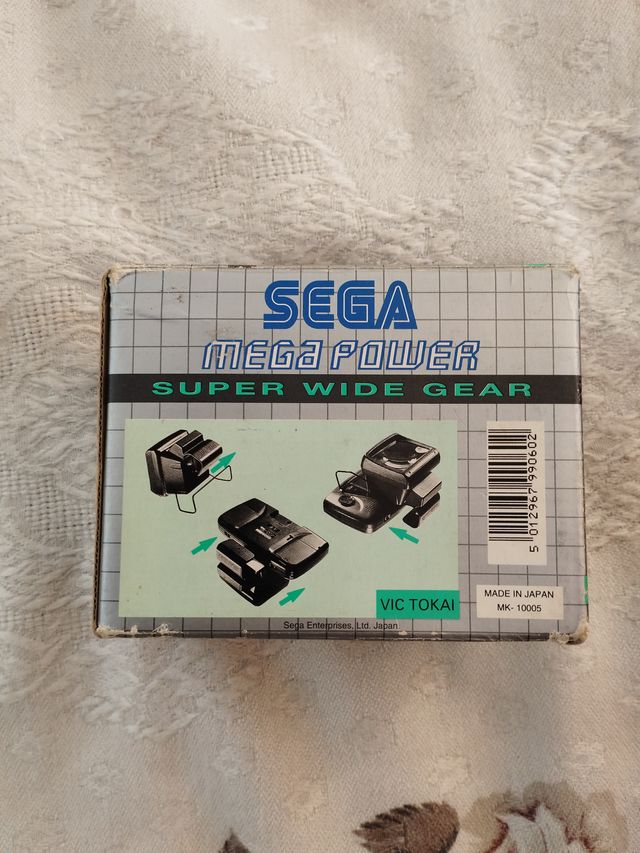 SEGA
MEGA POWER
SUPER WIDE GEAR
5 012967 990602
VIC TOKAI
MADE IN JAPAN
MK- 10005
Sega Enterprises, Ltd. Japan